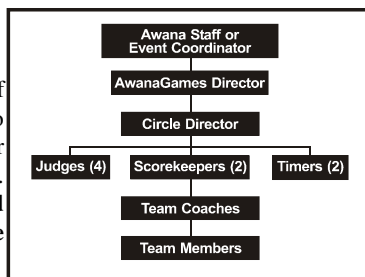 Awana Staff or
Event Coordinator
AwanaGames Director
Circle Director
Judges (4) Scorekeepers (2) Timers (2)
Team Coaches
Team Members